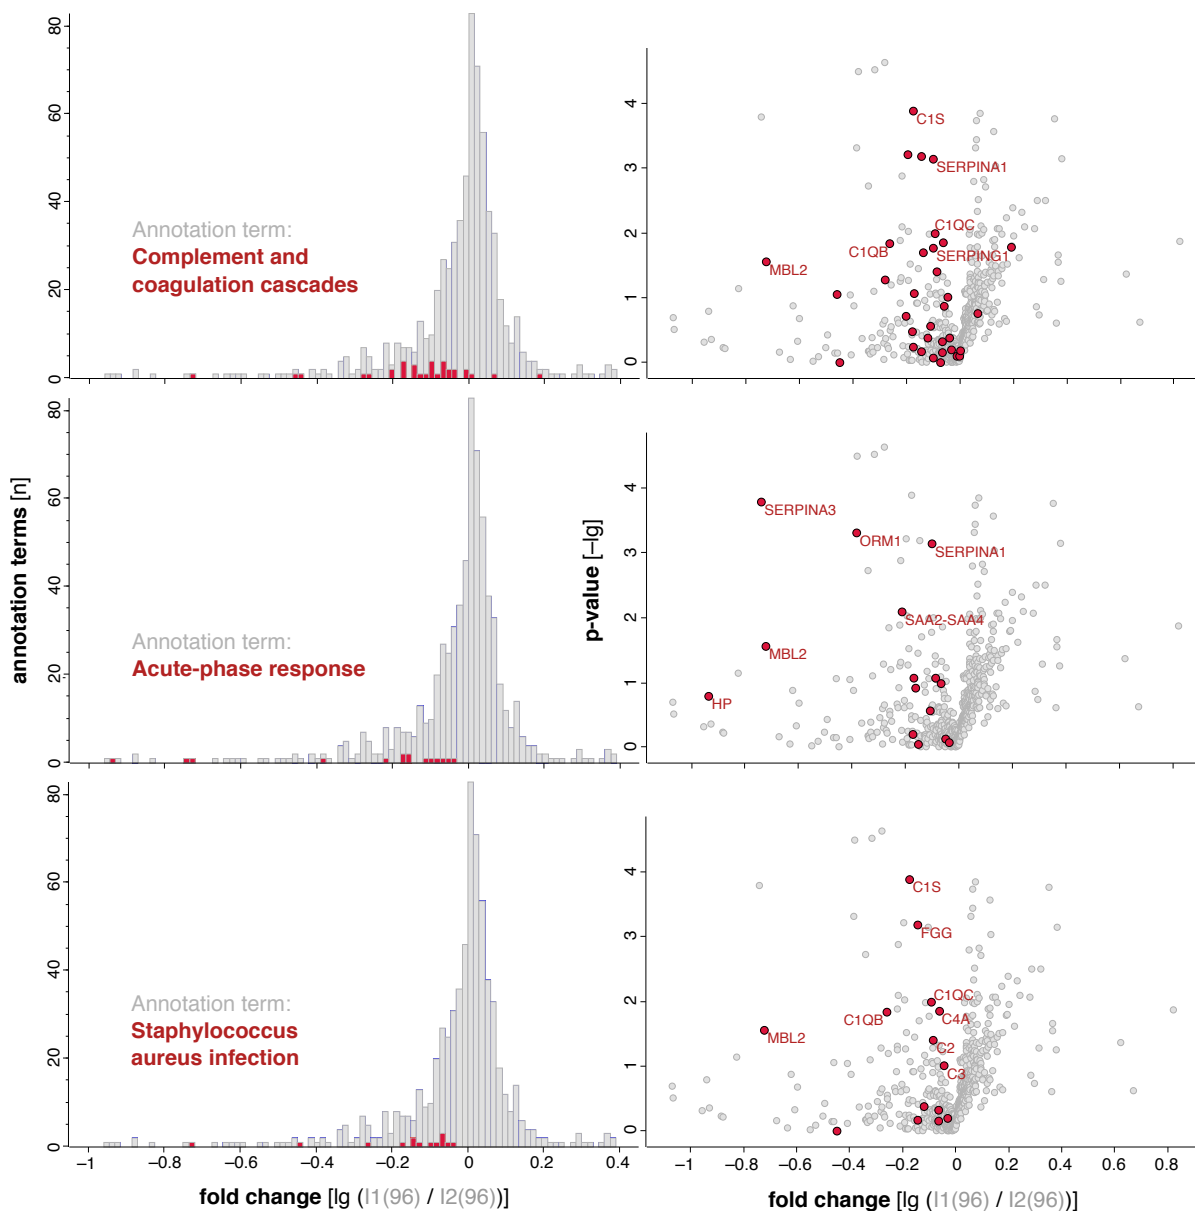 80
60
40
20
0
Annotation term:
Complement and
coagulation cascades
4
3
2
1
0
C1S
SERPINA1
C1QC
C1QB
SERPING1
MBL2
annotation terms [n]
80
60
40
20
0
Annotation term:
Acute-phase response
p-value [–lg]
4
3
2
1
0
SERPINA3
ORM1
SERPINA1
SAA2-SAA4
MBL2
HP
80
60
40
20
0
Annotation term:
Staphylococcus
aureus infection
4
3
2
1
0
C1S
FGG
C1QC
C1QB
C4A
MBL2
C2
C3
−1 −0.8 −0.6 −0.4 −0.2 0 0.2 0.4
fold change [lg (I1(96) / I2(96))]
−1 −0.8 −0.6 −0.4 −0.2 0 0.2 0.4 0.6 0.8
fold change [lg (I1(96) / I2(96))]